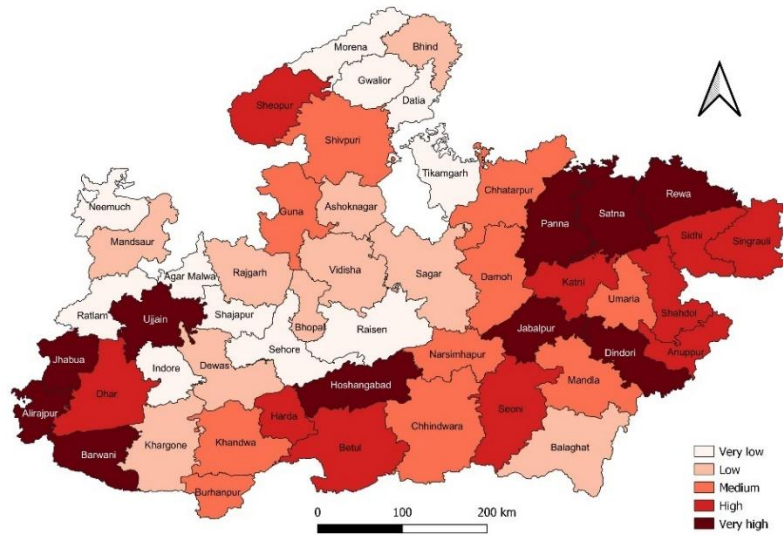 Morena
Bhind
Gwalior
Sheopur
Datia
Shivpuri
Tikamgarh
Chhatarpur
Rewa
Neemuch
Guna
Ashoknagar
Panna
Satna
Mandsaur
Sidhi
Singrauli
Agar Malwa
Rajgarh
Vidisha
Sagar
Damoh
Katni
Umaria
Ratlam
Ujjain
Shajapur
Bhopal
Raisen
Jabalpur
Shahdol
Jhabua
Sehore
Narsimhapur
Dindori
Anuppur
Indore
Dewas
Hoshangabad
Mandla
Alirajpur
Dhar
Harda
Seoni
Barwani
Khargone
Khandwa
Betul
Chhindwara
Balaghat
Burhanpur
Very low
Low
Medium
High
Very high
0 100 200 km